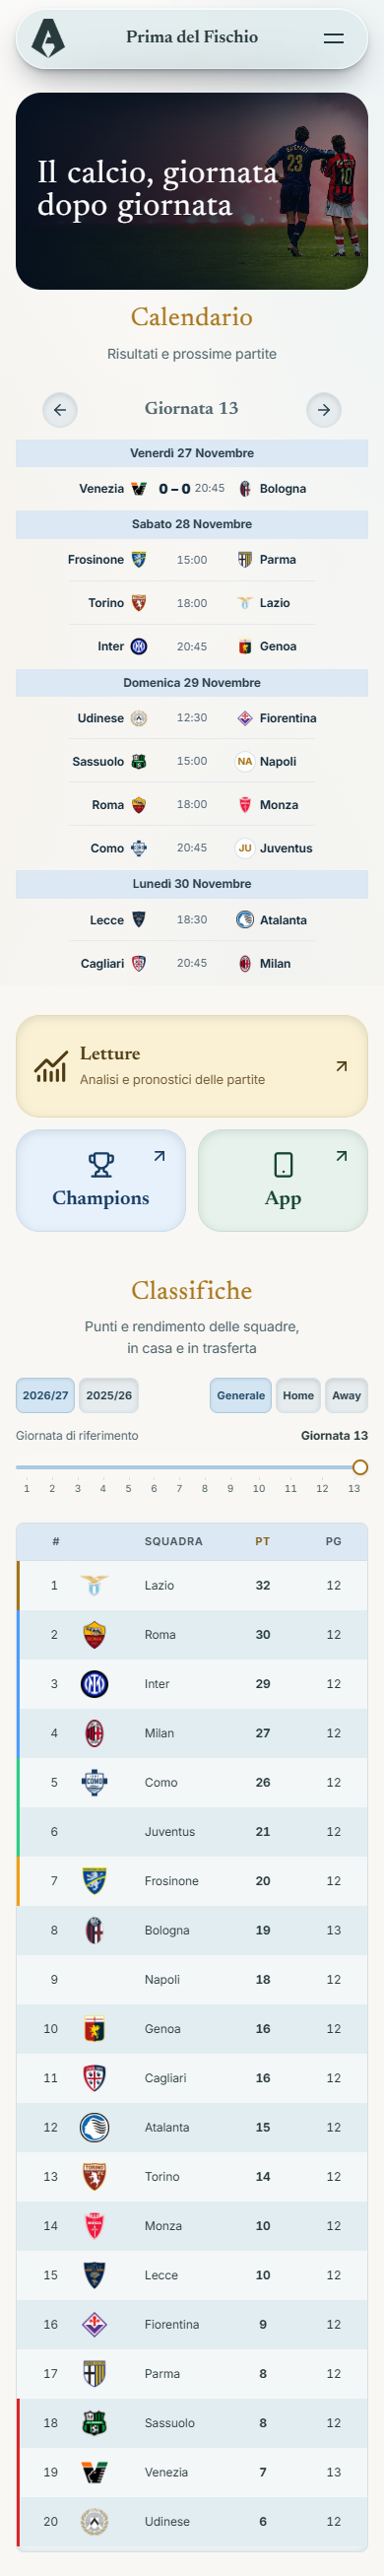 Prima del Fischio
Il calcio, giornata
dopo giornata
23
10
Calendario
Risultati e prossime partite
Giornata 13
Venerdì 27 Novembre
Venezia 0 – 0 20:45 Bologna
Sabato 28 Novembre
Frosinone 15:00 Parma
Torino 18:00 Lazio
Inter 20:45 Genoa
Domenica 29 Novembre
Udinese 12:30 Fiorentina
Sassuolo 15:00 NA Napoli
Roma 18:00 Monza
Como 20:45 JU Juventus
Lunedì 30 Novembre
Lecce 18:30 Atalanta
Cagliari 20:45 Milan
Letture
Analisi e pronostici delle partite
Champions
App
Classifiche
Punti e rendimento delle squadre,
in casa e in trasferta
2026/27 2025/26 Generale Home Away
Giornata di riferimento Giornata 13
1 2 3 4 5 6 7 8 9 10 11 12 13
# SQUADRA PT PG
1 Lazio 32 12
2 Roma 30 12
3 Inter 29 12
4 Milan 27 12
5 Como 26 12
6 Juventus 21 12
7 Frosinone 20 12
8 Bologna 19 13
9 Napoli 18 12
10 Genoa 16 12
11 Cagliari 16 12
12 Atalanta 15 12
13 Torino 14 12
14 Monza 10 12
15 Lecce 10 12
16 Fiorentina 9 12
17 Parma 8 12
18 Sassuolo 8 12
19 Venezia 7 13
20 Udinese 6 12